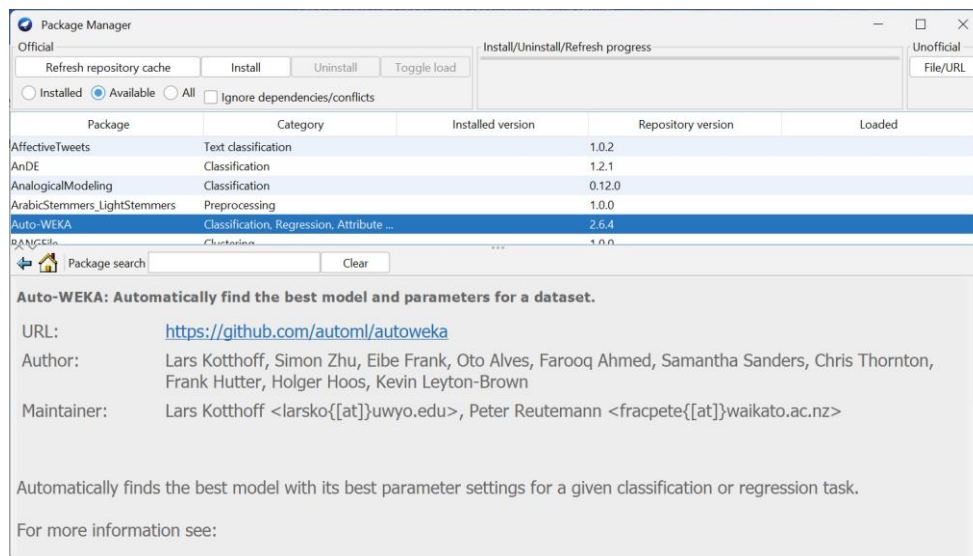 Package Manager
Official
Install/Uninstall/Refresh progress
Unofficial
Refresh repository cache Install Uninstall Toggle load File/URL
Installed Available All Ignore dependencies/conflicts
Package Category Installed version Repository version Loaded
AffectiveTweets Text classification 1.0.2
AnDE Classification 1.2.1
AnalogicalModeling Classification 0.12.0
ArabicStemmers_LightStemmers Preprocessing 1.0.0
Auto-WEKA Classification, Regression, Attribute ... 2.6.4
BANGFile Clustering 1.0.0
Package search Clear
Auto-WEKA: Automatically find the best model and parameters for a dataset.
URL: https://github.com/automl/autoweka
Author: Lars Kotthoff, Simon Zhu, Eibe Frank, Oto Alves, Farooq Ahmed, Samantha Sanders, Chris Thornton,
Frank Hutter, Holger Hoos, Kevin Leyton-Brown
Maintainer: Lars Kotthoff <larsko{[at]}uwyo.edu>, Peter Reutemann <fracpete{[at]}waikato.ac.nz>
Automatically finds the best model with its best parameter settings for a given classification or regression task.
For more information see: